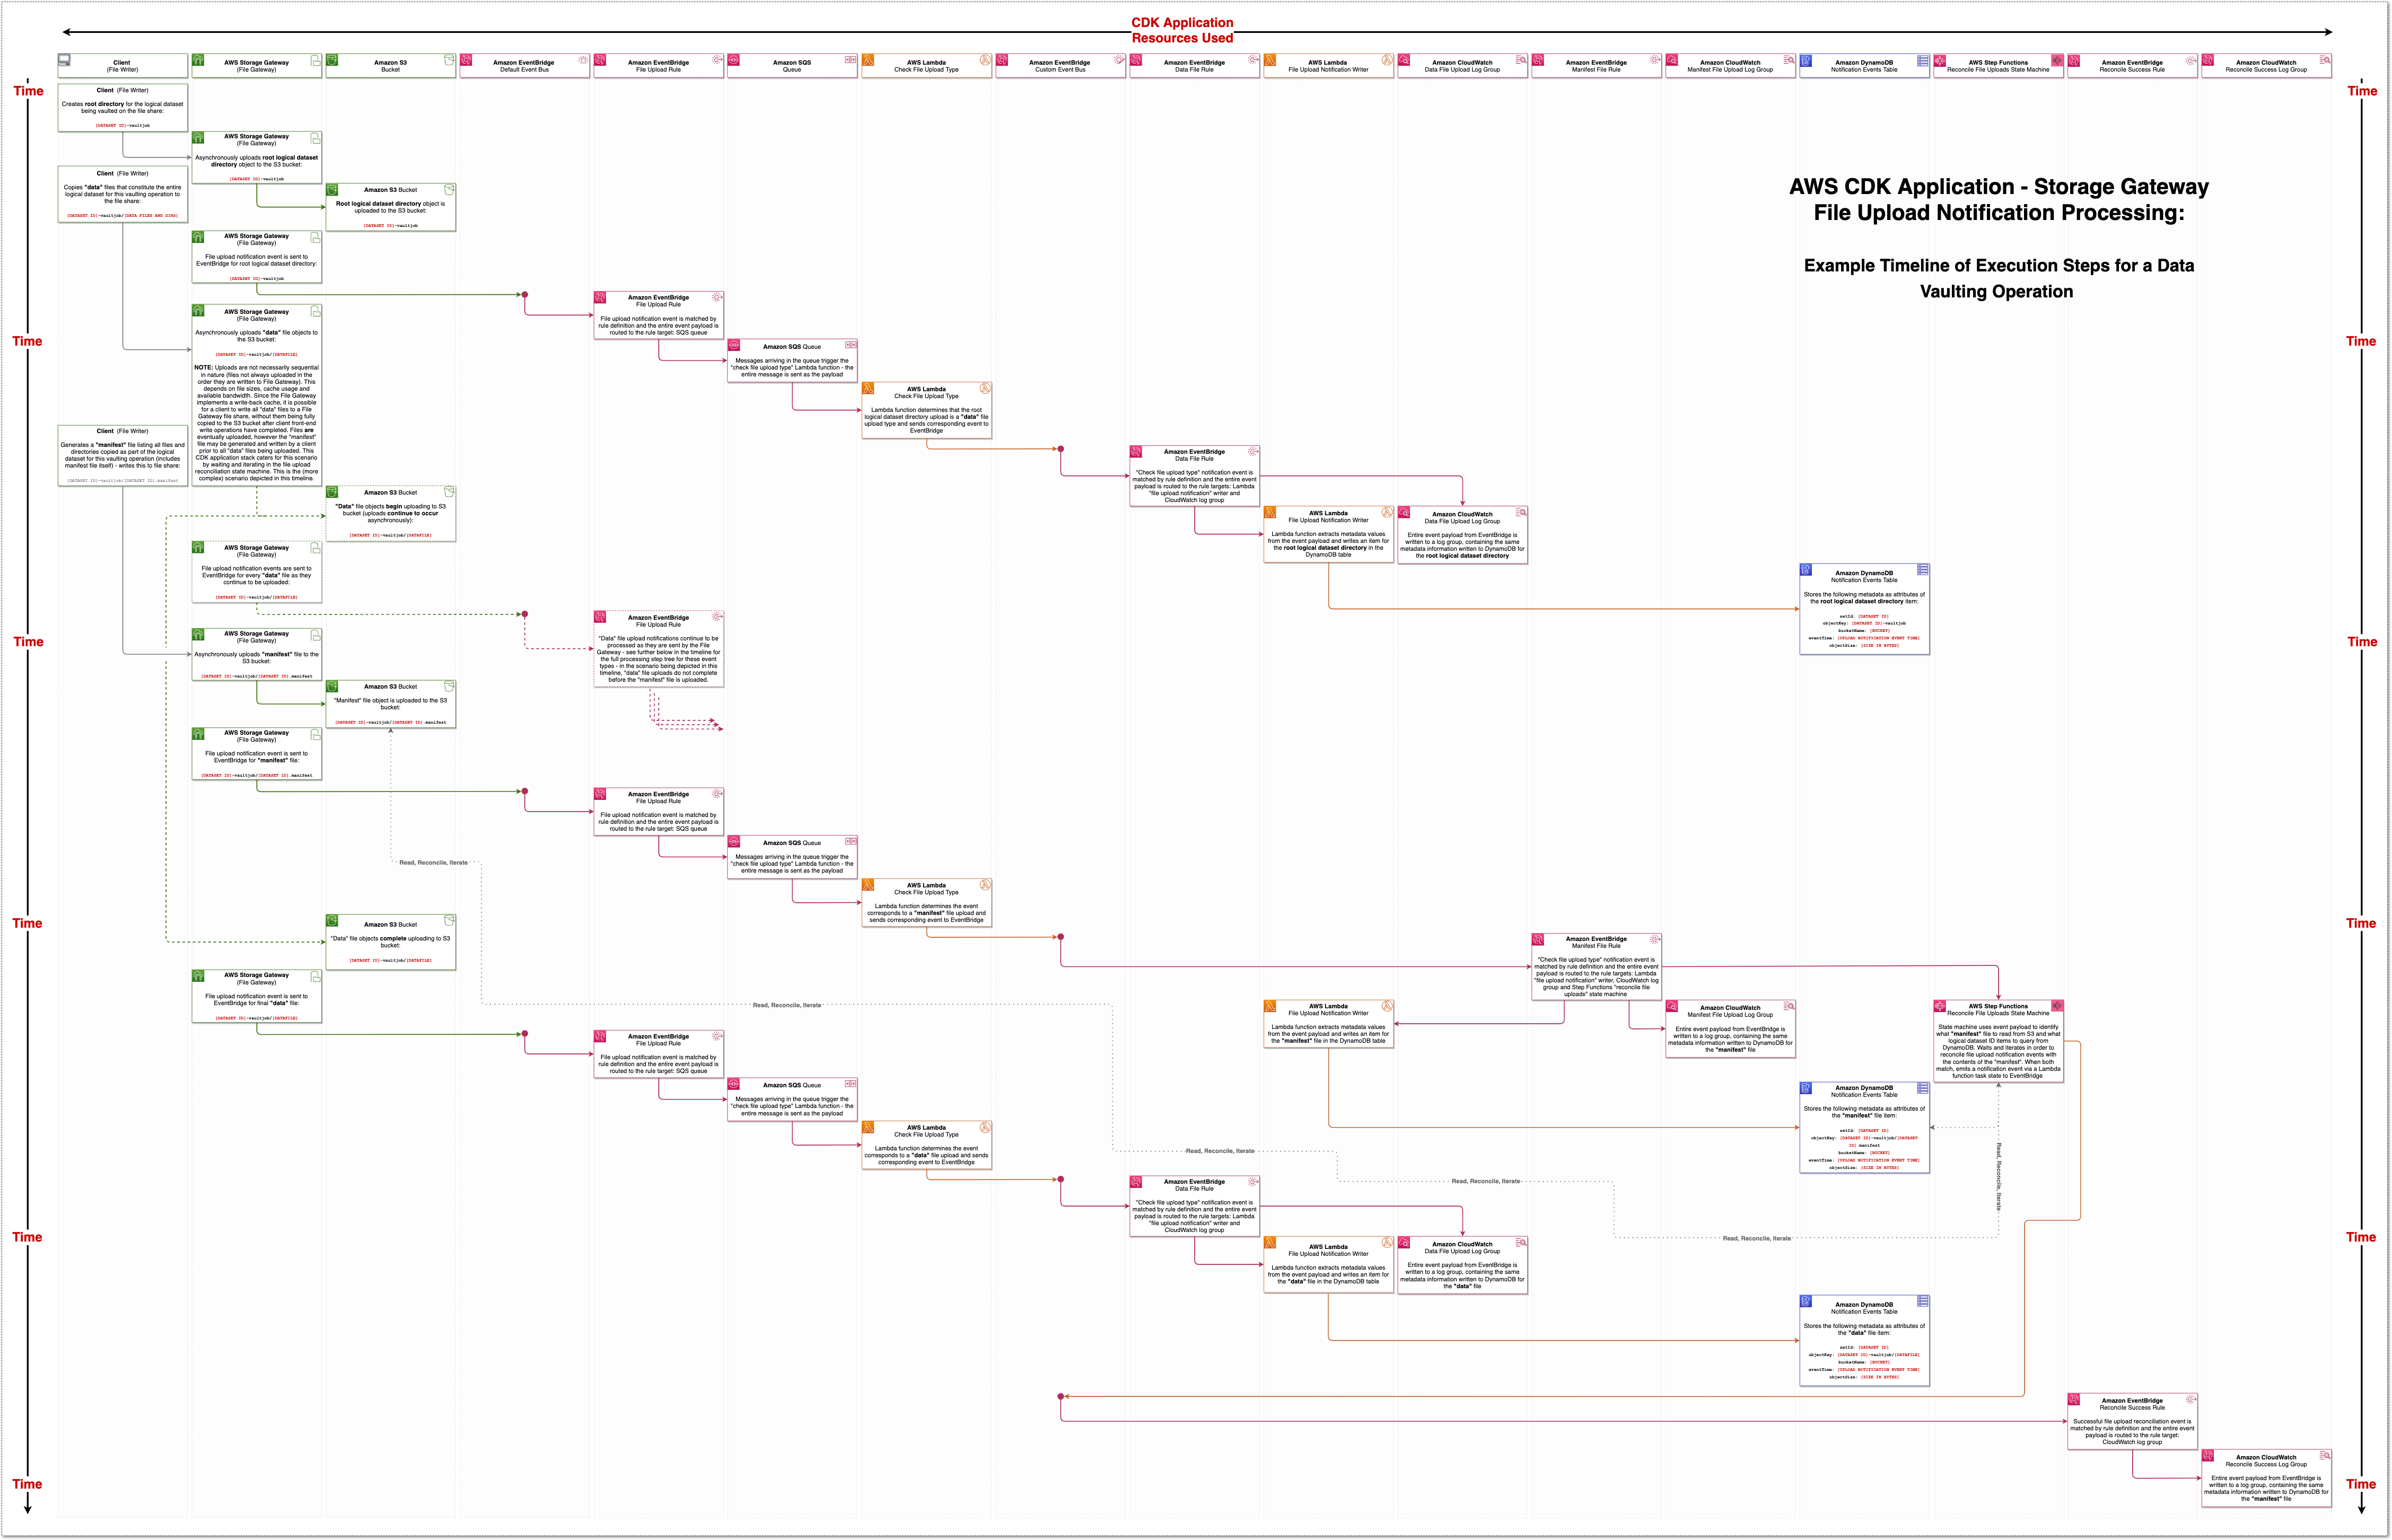 CDK Application
Resources Used
Client
(File Writer)
AWS Storage Gateway
(File Gateway)
Amazon S3
Bucket
Amazon EventBridge
Default Event Bus
Amazon EventBridge
File Upload Rule
Amazon SQS
Queue
AWS Lambda
Check File Upload Type
Amazon EventBridge
Custom Event Bus
Amazon EventBridge
Data File Rule
AWS Lambda
File Upload Notification Writer
Amazon CloudWatch
Data File Upload Log Group
Amazon EventBridge
Manifest File Rule
Amazon CloudWatch
Manifest File Upload Log Group
Amazon DynamoDB
Notification Events Table
AWS Step Functions
Reconcile File Uploads State Machine
Amazon EventBridge
Reconcile Success Rule
Amazon CloudWatch
Reconcile Success Log Group
Time
Time
Client (File Writer)
Creates root directory for the logical dataset
being vaulted on the file share:
[DATASET ID]-vaultjob
AWS Storage Gateway
(File Gateway)
Asynchronously uploads root logical dataset
directory object to the S3 bucket:
[DATASET ID]-vaultjob
Client (File Writer)
Copies "data" files that constitute the entire
logical dataset for this vaulting operation to
the file share:
[DATASET ID]-vaultjob/[DATA FILES AND DIRS]
Amazon S3 Bucket
Root logical dataset directory object is
uploaded to the S3 bucket:
[DATASET ID]-vaultjob
AWS CDK Application - Storage Gateway
File Upload Notification Processing:
Example Timeline of Execution Steps for a Data
Vaulting Operation
AWS Storage Gateway
(File Gateway)
File upload notification event is sent to
EventBridge for root logical dataset directory:
[DATASET ID]-vaultjob
Amazon EventBridge
File Upload Rule
File upload notification event is matched by
rule definition and the entire event payload is
routed to the rule target: SQS queue
Time
Time
AWS Storage Gateway
(File Gateway)
Asynchronously uploads "data" file objects to
the S3 bucket:
[DATASET ID]-vaultjob/[DATAFILE]
NOTE: Uploads are not necessarily sequential
in nature (files not always uploaded in the
order they are written to File Gateway). This
depends on file sizes, cache usage and
available bandwidth. Since the File Gateway
implements a write-back cache, it is possible
for a client to write all "data" files to a File
Gateway file share, without them being fully
copied to the S3 bucket after client front-end
write operations have completed. Files are
eventually uploaded, however the "manifest"
file may be generated and written by a client
prior to all "data" files being uploaded. This
CDK application stack caters for this scenario
by waiting and iterating in the file upload
reconciliation state machine. This is the (more
complex) scenario depicted in this timeline.
Amazon SQS Queue
Messages arriving in the queue trigger the
"check file upload type" Lambda function - the
entire message is sent as the payload
AWS Lambda
Check File Upload Type
Lambda function determines that the root
logical dataset directory upload is a "data" file
upload type and sends corresponding event to
EventBridge
Client (File Writer)
Generates a "manifest" file listing all files and
directories copied as part of the logical
dataset for this vaulting operation (includes
manifest file itself) - writes this to file share:
[DATASET ID]-vaultjob/[DATASET ID].manifest
Amazon EventBridge
Data File Rule
"Check file upload type" notification event is
matched by rule definition and the entire event
payload is routed to the rule targets: Lambda
"file upload notification" writer and
CloudWatch log group
Amazon S3 Bucket
"Data" file objects begin uploading to S3
bucket (uploads continue to occur
asynchronously):
[DATASET ID]-vaultjob/[DATAFILE]
AWS Lambda
File Upload Notification Writer
Lambda function extracts metadata values
from the event payload and writes an item for
the root logical dataset directory in the
DynamoDB table
Amazon CloudWatch
Data File Upload Log Group
Entire event payload from EventBridge is
written to a log group, containing the same
metadata information written to DynamoDB for
the root logical dataset directory
AWS Storage Gateway
(File Gateway)
File upload notification events are sent to
EventBridge for every "data" file as they
continue to be uploaded:
[DATASET ID]-vaultjob/[DATAFILE]
Amazon DynamoDB
Notification Events Table
Stores the following metadata as attributes of
the root logical dataset directory item:
setId: [DATASET ID]
objectKey: [DATASET ID]-vaultjob
bucketName: [BUCKET]
eventTime: [UPLOAD NOTIFICATION EVENT TIME]
objectSize: [SIZE IN BYTES]
Amazon EventBridge
File Upload Rule
"Data" file upload notifications continue to be
processed as they are sent by the File
Gateway - see further below in the timeline for
the full processing step tree for these event
types - in the scenario being depicted in this
timeline, "data" file uploads do not complete
before the "manifest" file is uploaded.
Time
Time
AWS Storage Gateway
(File Gateway)
Asynchronously uploads "manifest" file to the
S3 bucket:
[DATASET ID]-vaultjob/[DATASET ID].manifest
Amazon S3 Bucket
"Manifest" file object is uploaded to the S3
bucket:
[DATASET ID]-vaultjob/[DATASET ID].manifest
AWS Storage Gateway
(File Gateway)
File upload notification event is sent to
EventBridge for "manifest" file:
[DATASET ID]-vaultjob/[DATASET ID].manifest
Amazon EventBridge
File Upload Rule
File upload notification event is matched by
rule definition and the entire event payload is
routed to the rule target: SQS queue
Amazon SQS Queue
Messages arriving in the queue trigger the
"check file upload type" Lambda function - the
entire message is sent as the payload
Read, Reconcile, Iterate
AWS Lambda
Check File Upload Type
Lambda function determines the event
corresponds to a "manifest" file upload and
sends corresponding event to EventBridge
Time
Time
Amazon S3 Bucket
"Data" file objects complete uploading to S3
bucket:
[DATASET ID]-vaultjob/[DATAFILE]
Amazon EventBridge
Manifest File Rule
"Check file upload type" notification event is
matched by rule definition and the entire event
payload is routed to the rule targets: Lambda
"file upload notification" writer, CloudWatch log
group and Step Functions "reconcile file
uploads" state machine
AWS Storage Gateway
(File Gateway)
File upload notification event is sent to
EventBridge for final "data" file:
[DATASET ID]-vaultjob/[DATAFILE]
Read, Reconcile, Iterate
AWS Lambda
File Upload Notification Writer
Lambda function extracts metadata values
from the event payload and writes an item for
the "manifest" file in the DynamoDB table
Amazon CloudWatch
Manifest File Upload Log Group
Entire event payload from EventBridge is
written to a log group, containing the same
metadata information written to DynamoDB for
the "manifest" file
AWS Step Functions
Reconcile File Uploads State Machine
State machine uses event payload to identify
what "manifest" file to read from S3 and what
logical dataset ID items to query from
DynamoDB. Waits and iterates in order to
reconcile file upload notification events with
the contents of the "manifest". When both
match, emits a notification event via a Lambda
function task state to EventBridge
Amazon EventBridge
File Upload Rule
File upload notification event is matched by
rule definition and the entire event payload is
routed to the rule target: SQS queue
Amazon SQS Queue
Messages arriving in the queue trigger the
"check file upload type" Lambda function - the
entire message is sent as the payload
Amazon DynamoDB
Notification Events Table
Stores the following metadata as attributes of
the "manifest" file item:
setId: [DATASET ID]
objectKey: [DATASET ID]-vaultjob/[DATASET
ID].manifest
bucketName: [BUCKET]
eventTime: [UPLOAD NOTIFICATION EVENT TIME]
objectSize: [SIZE IN BYTES]
AWS Lambda
Check File Upload Type
Lambda function determines the event
corresponds to a "data" file upload and sends
corresponding event to EventBridge
Read, Reconcile, Iterate
Read, Reconcile, Iterate
Read, Reconcile, Iterate
Amazon EventBridge
Data File Rule
"Check file upload type" notification event is
matched by rule definition and the entire event
payload is routed to the rule targets: Lambda
"file upload notification" writer and
CloudWatch log group
Time
Read, Reconcile, Iterate
Time
AWS Lambda
File Upload Notification Writer
Lambda function extracts metadata values
from the event payload and writes an item for
the "data" file in the DynamoDB table
Amazon CloudWatch
Data File Upload Log Group
Entire event payload from EventBridge is
written to a log group, containing the same
metadata information written to DynamoDB for
the "data" file
Amazon DynamoDB
Notification Events Table
Stores the following metadata as attributes of
the "data" file item:
setId: [DATASET ID]
objectKey: [DATASET ID]-vaultjob/[DATAFILE]
bucketName: [BUCKET]
eventTime: [UPLOAD NOTIFICATION EVENT TIME]
objectSize: [SIZE IN BYTES]
Amazon EventBridge
Reconcile Success Rule
Successful file upload reconciliation event is
matched by rule definition and the entire event
payload is routed to the rule target:
CloudWatch log group
Amazon CloudWatch
Reconcile Success Log Group
Entire event payload from EventBridge is
written to a log group, containing the same
metadata information written to DynamoDB for
the "manifest" file
Time
Time